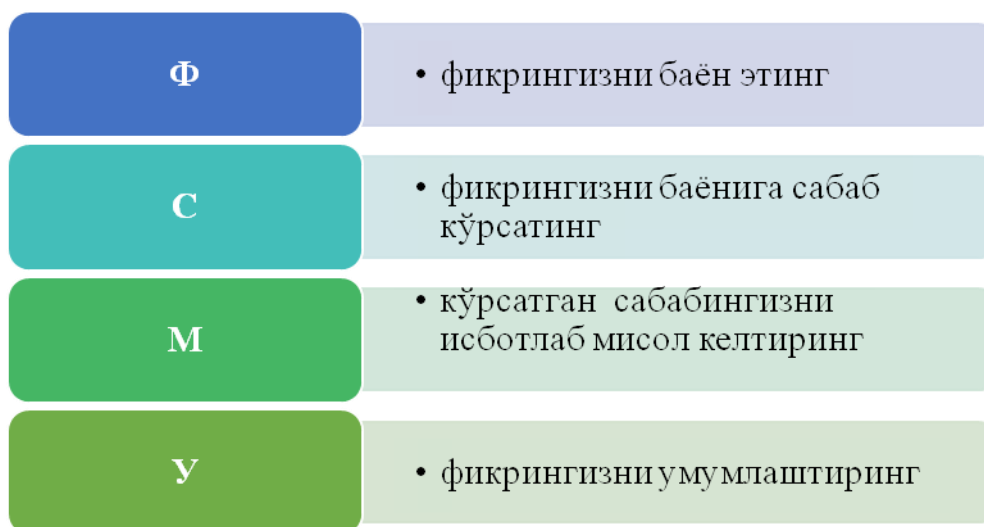 Ф
• фикрингизни баён этинг
С
• фикрингизни баёнига сабаб
кўрсатинг
М
• кўрсатган сабабингизни
исботлаб мисол келтиринг
У
• фикрингизни умумлаштиринг